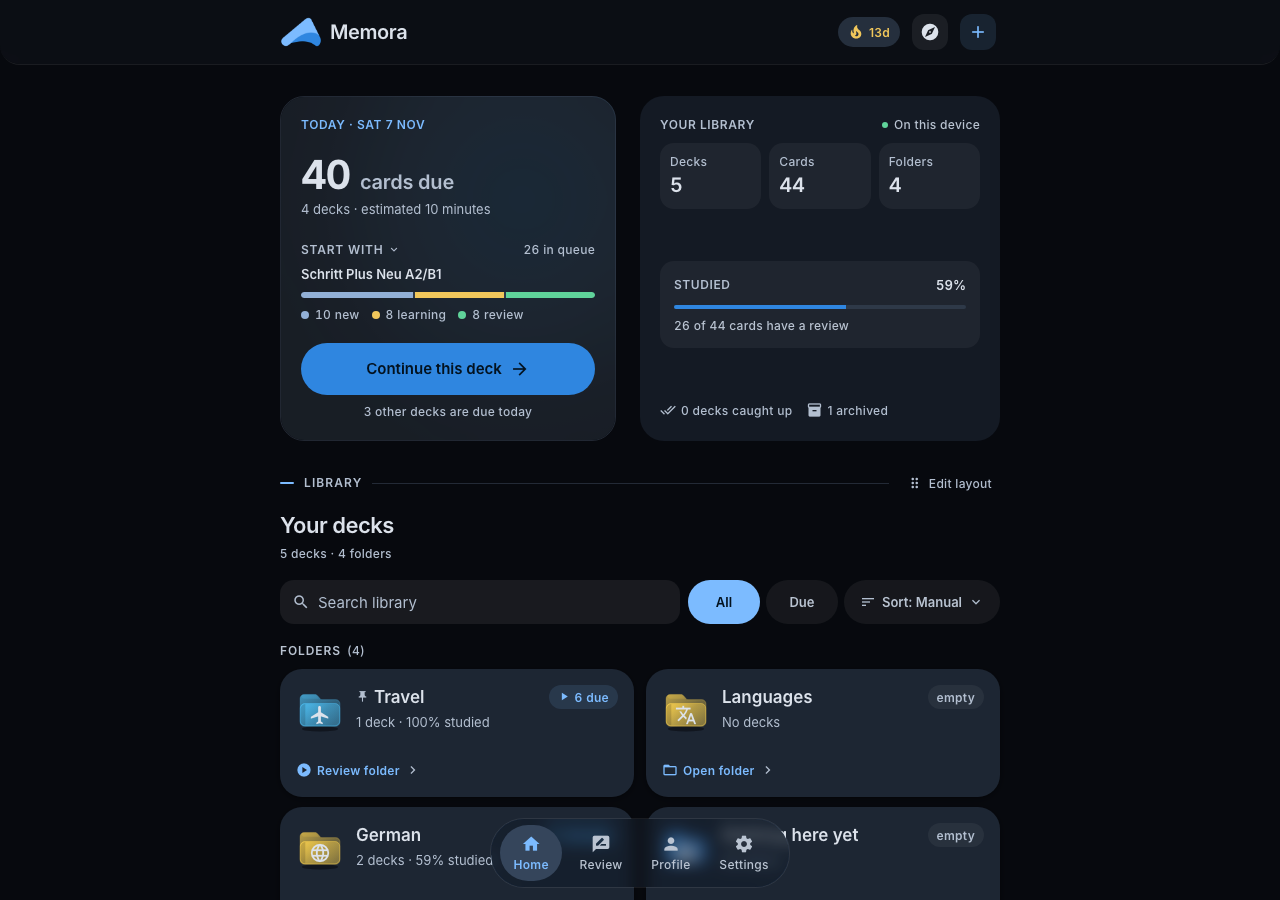 Memora
13d
TODAY · SAT 7 NOV
40 cards due
4 decks · estimated 10 minutes
START WITH
26 in queue
Schritt Plus Neu A2/B1
10 new
8 learning
8 review
Continue this deck
3 other decks are due today
YOUR LIBRARY
On this device
Decks
5
Cards
44
Folders
4
STUDIED
59%
26 of 44 cards have a review
0 decks caught up
1 archived
LIBRARY
Edit layout
Your decks
5 decks · 4 folders
Search library
All
Due
Sort: Manual
FOLDERS (4)
Travel
6 due
1 deck · 100% studied
Review folder
Languages
empty
No decks
Open folder
German
2 decks · 59% studied
here yet
empty
Home
Review
Profile
Settings